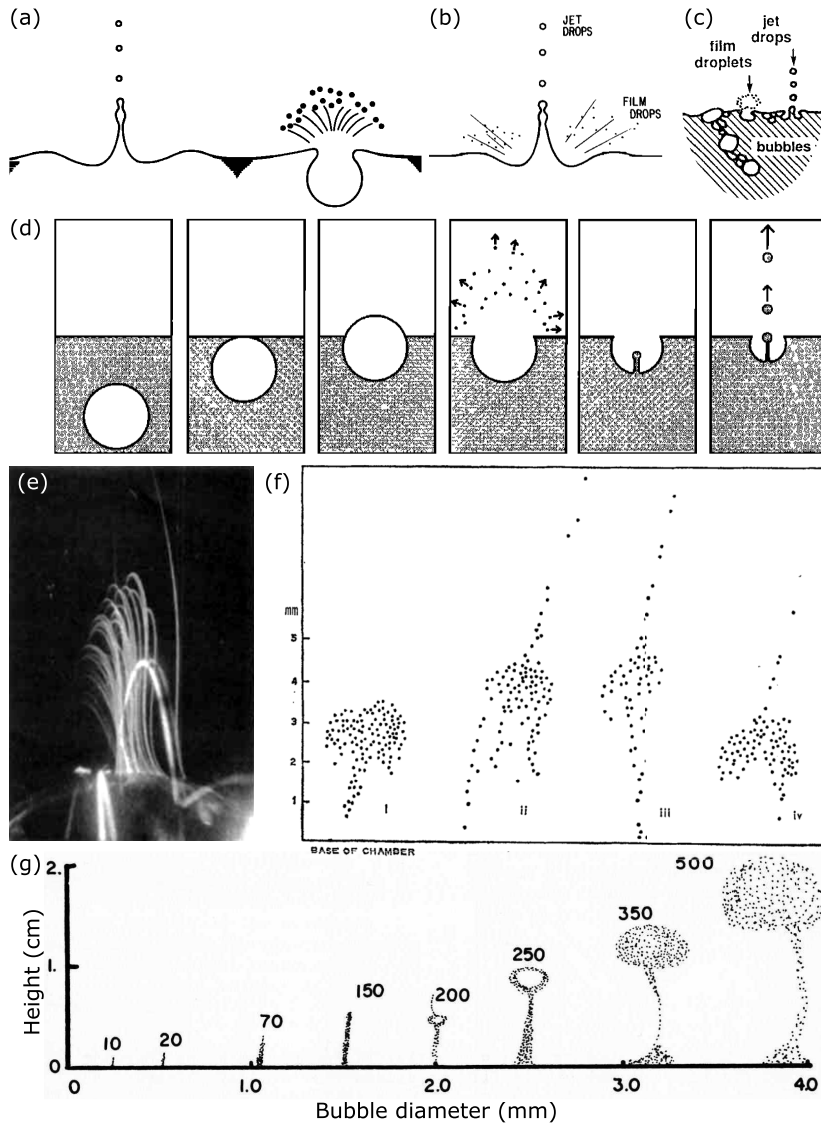 (a)
(b)
JET
DROPS
FILM
DROPS
(c)
film
droplets
jet
drops
bubbles
(d)
(e)
(f)
mm
5
4
3
2
1
i
ii
iii
iv
BASE OF CHAMBER
(g)
Height (cm)
2.
1.
0
10
20
70
150
200
250
350
500
0
1.0
2.0
3.0
4.0
Bubble diameter (mm)